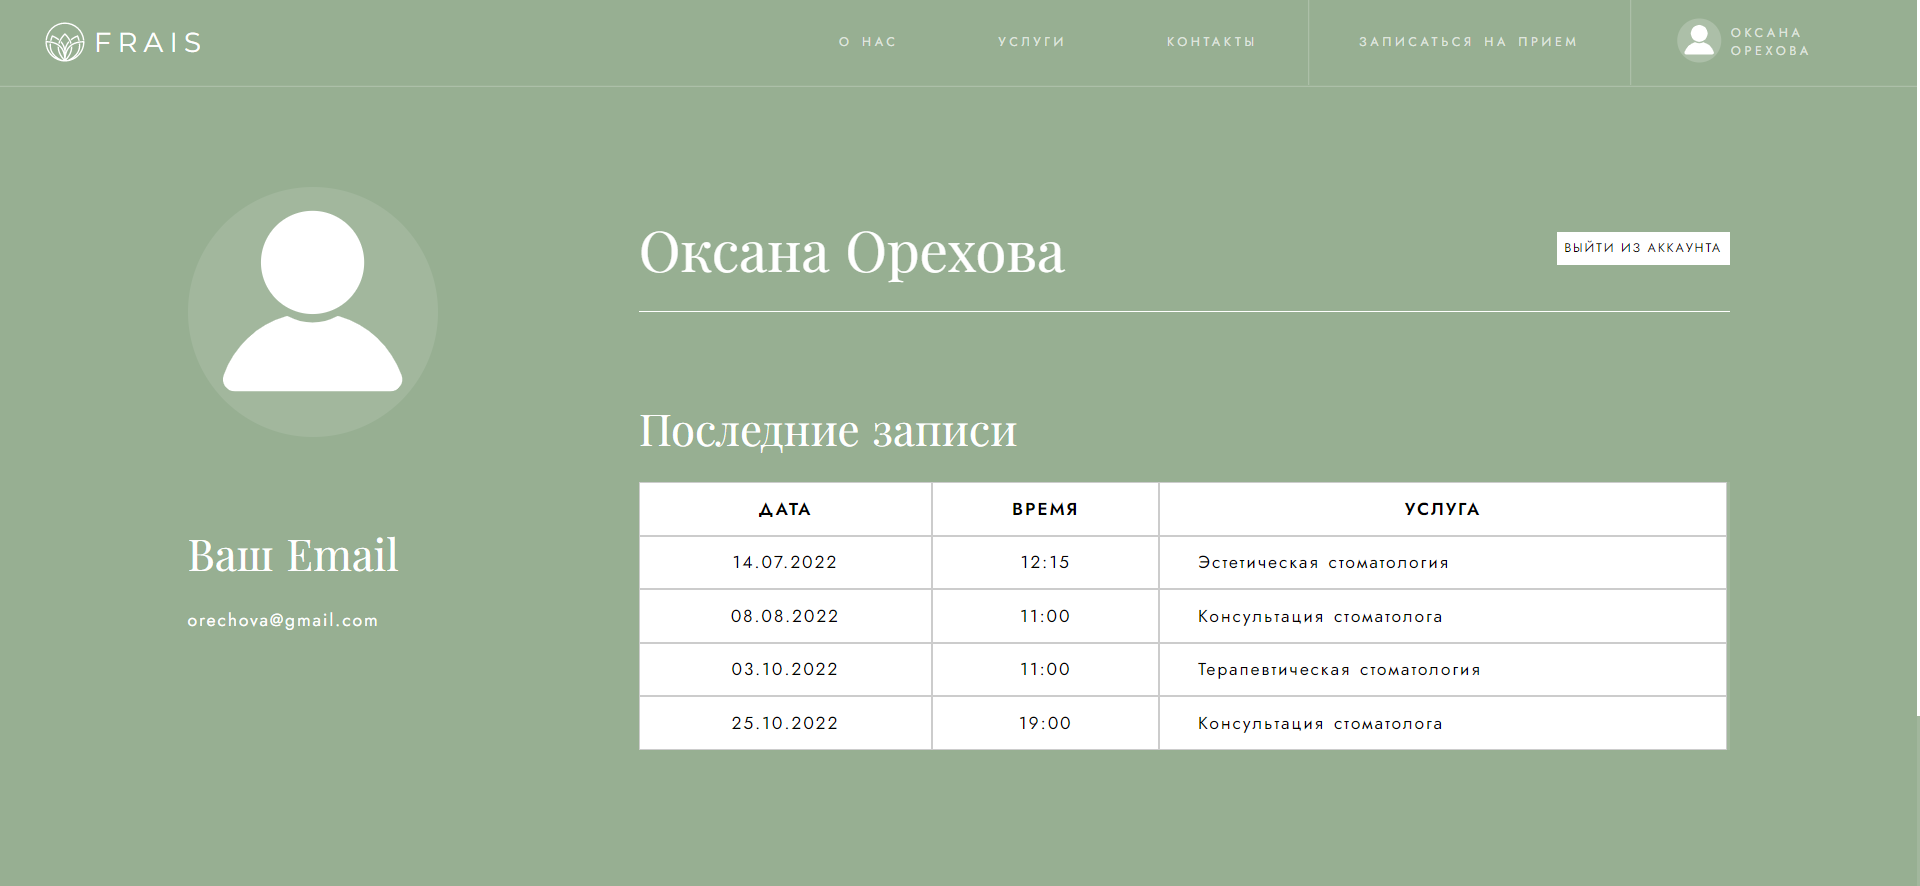 FRAIS
О НАС
УСЛУГИ
КОНТАКТЫ
ЗАПИСАТЬСЯ НА ПРИЕМ
ОКСАНА
ОРЕХОВА
Оксана Орехова
ВЫЙТИ ИЗ АККАУНТА
Ваш Email
orechova@gmail.com
Последние записи
ДАТА ВРЕМЯ УСЛУГА
14.07.2022 12:15 Эстетическая стоматология
08.08.2022 11:00 Консультация стоматолога
03.10.2022 11:00 Терапевтическая стоматология
25.10.2022 19:00 Консультация стоматолога